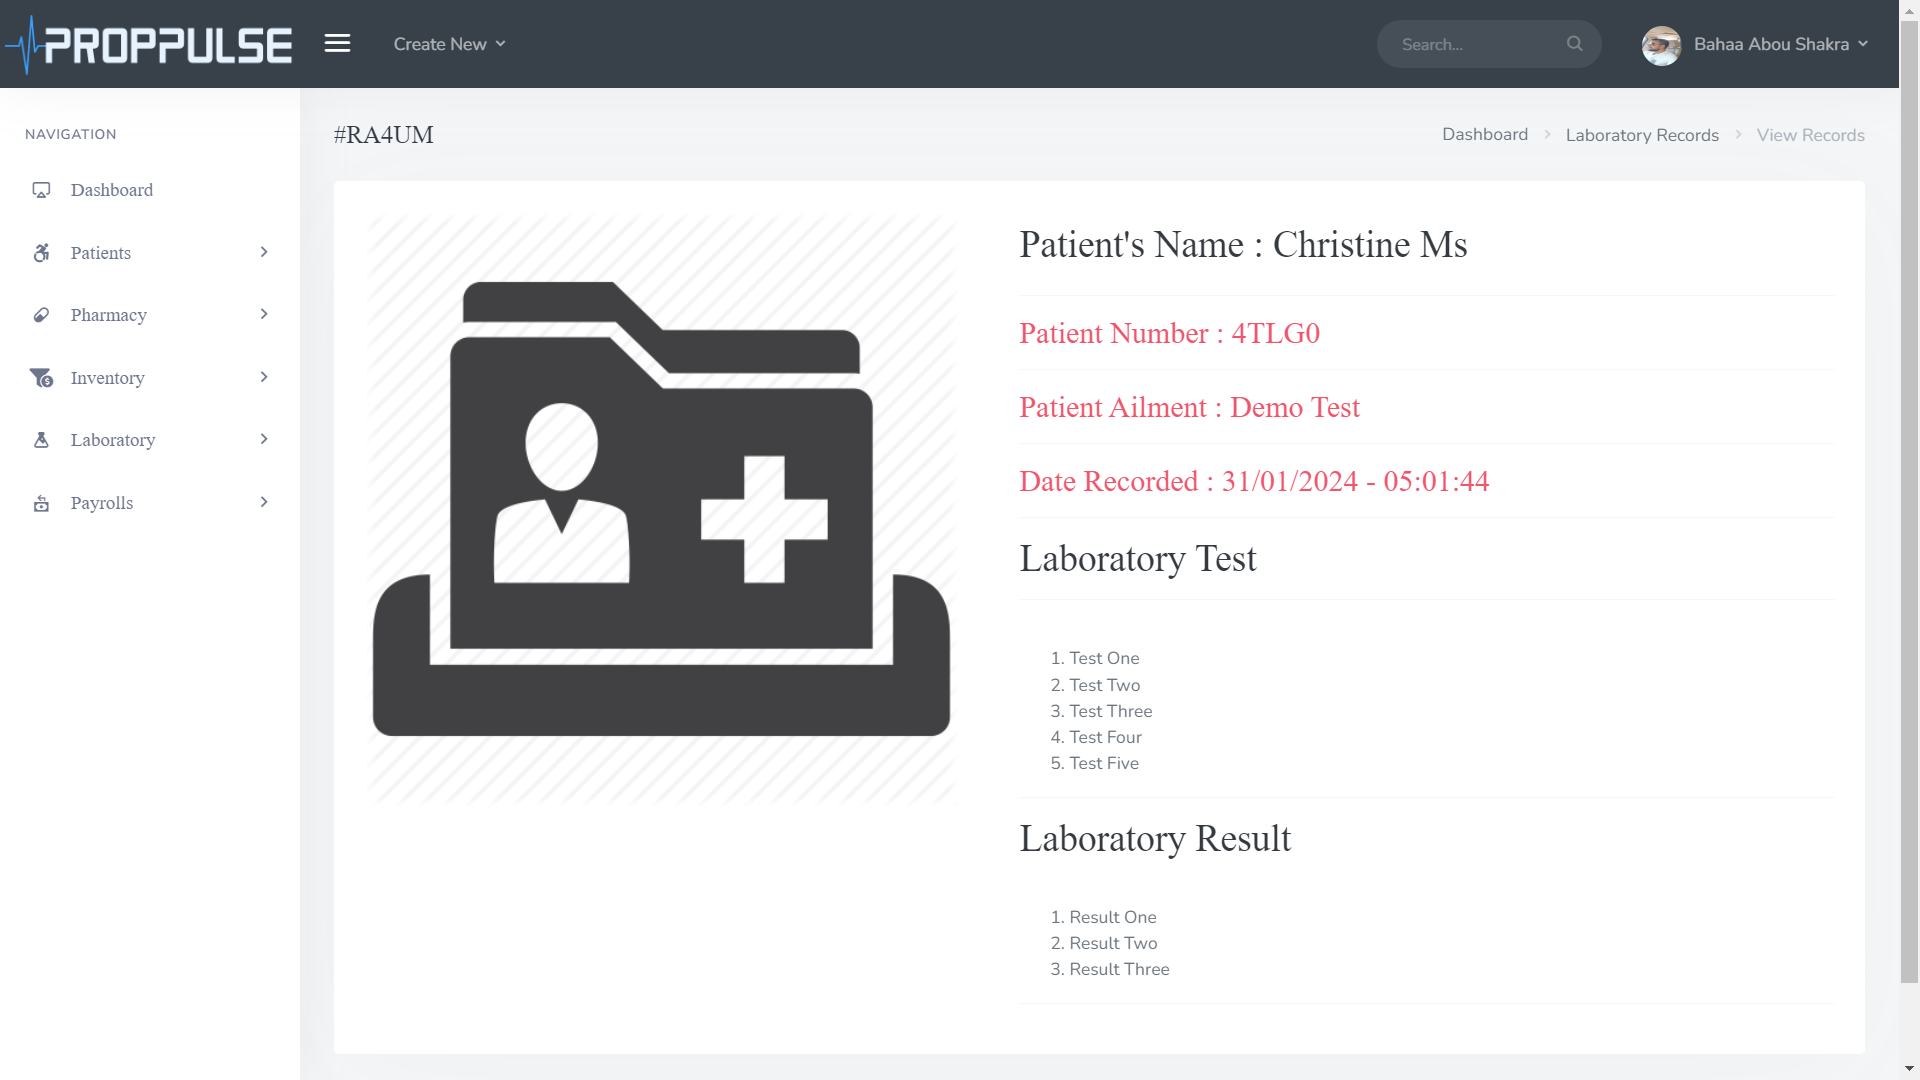 PROPPULSE
Create New
Search...
Bahaa Abou Shakra
NAVIGATION
Dashboard
Patients
Pharmacy
Inventory
Laboratory
Payrolls
#RA4UM
Dashboard > Laboratory Records > View Records
Patient's Name : Christine Ms
Patient Number : 4TLG0
Patient Ailment : Demo Test
Date Recorded : 31/01/2024 - 05:01:44
Laboratory Test
1. Test One
2. Test Two
3. Test Three
4. Test Four
5. Test Five
Laboratory Result
1. Result One
2. Result Two
3. Result Three